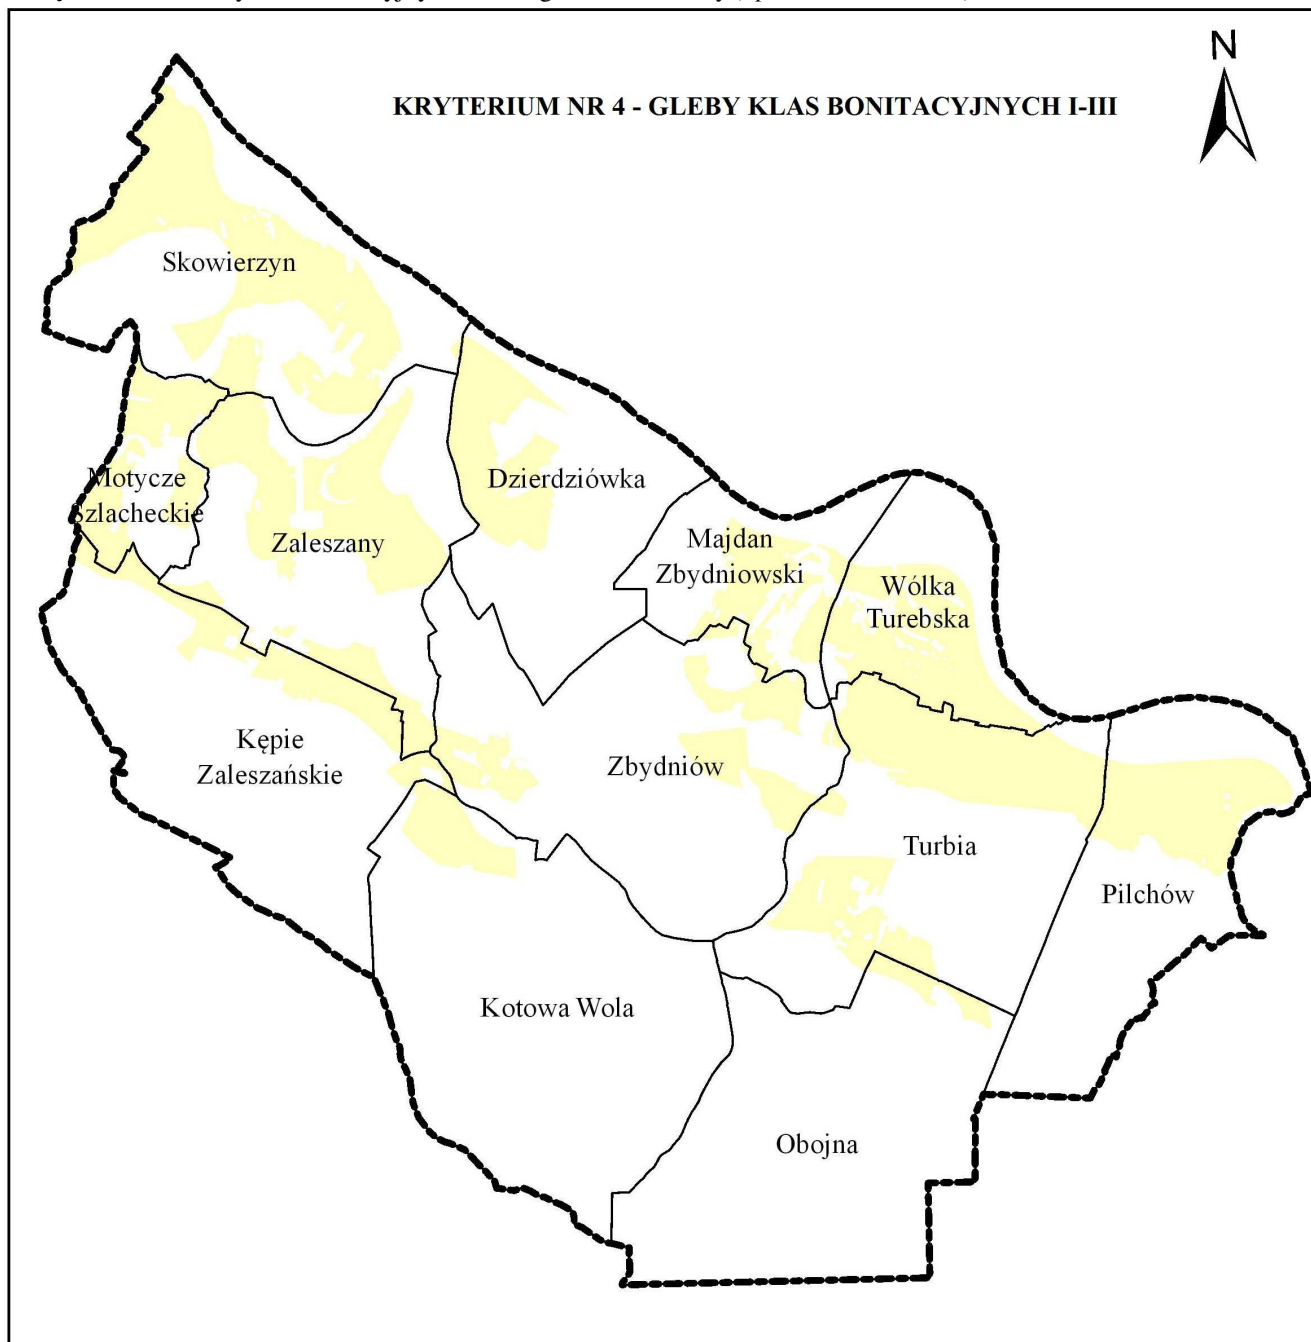 N
KRYTERIUM NR 4 - GLEBY KLAS BONITACYJNYCH I-III
Skowierzyn
Motycze
Szlacheckie
Zaleszany
Dzierdziówka
Majdan
Zbydniowski
Wólka
Turebska
Kępie
Zaleszańskie
Zbydniów
Turbia
Pilchów
Kotowa Wola
Obojna